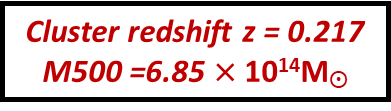 Cluster redshift z = 0.217
M500 =6.85 × 10¹⁴M☉